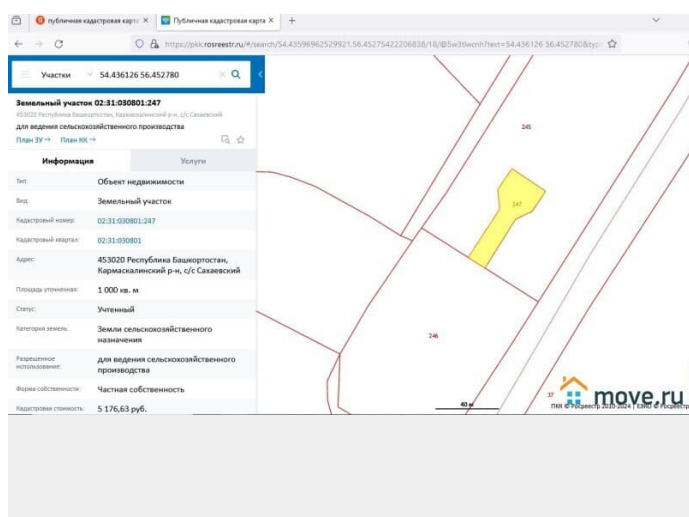 публичная кадастровая карта
Публичная кадастровая карта
https://pkk.rosreestr.ru/#/search/54.43596962529921,56.45275422206838/18/@5w3tlwcnh?text=54.436126 56.452780&typ
Участки 54.436126 56.452780
Земельный участок 02:31:030801:247
453020 Республика Башкортостан, Кармаскалинский р-н, с/с Сахаевский
для ведения сельскохозяйственного производства
План ЗУ → План КК →
Информация Услуги
Тип: Объект недвижимости
Вид: Земельный участок
Кадастровый номер: 02:31:030801:247
Кадастровый квартал: 02:31:030801
Адрес: 453020 Республика Башкортостан,
Кармаскалинский р-н, с/с Сахаевский
Площадь уточненная: 1 000 кв. м
Статус: Учтенный
Категория земель: Земли сельскохозяйственного
назначения
Разрешенное
использование: для ведения сельскохозяйственного
производства
Форма собственности: Частная собственность
Кадастровая стоимость: 5 176,63 руб.
245
247
246
37
40 м
move.ru
ПКК © Росреестр 2010-2024 | ЕЭКО © Росреестр